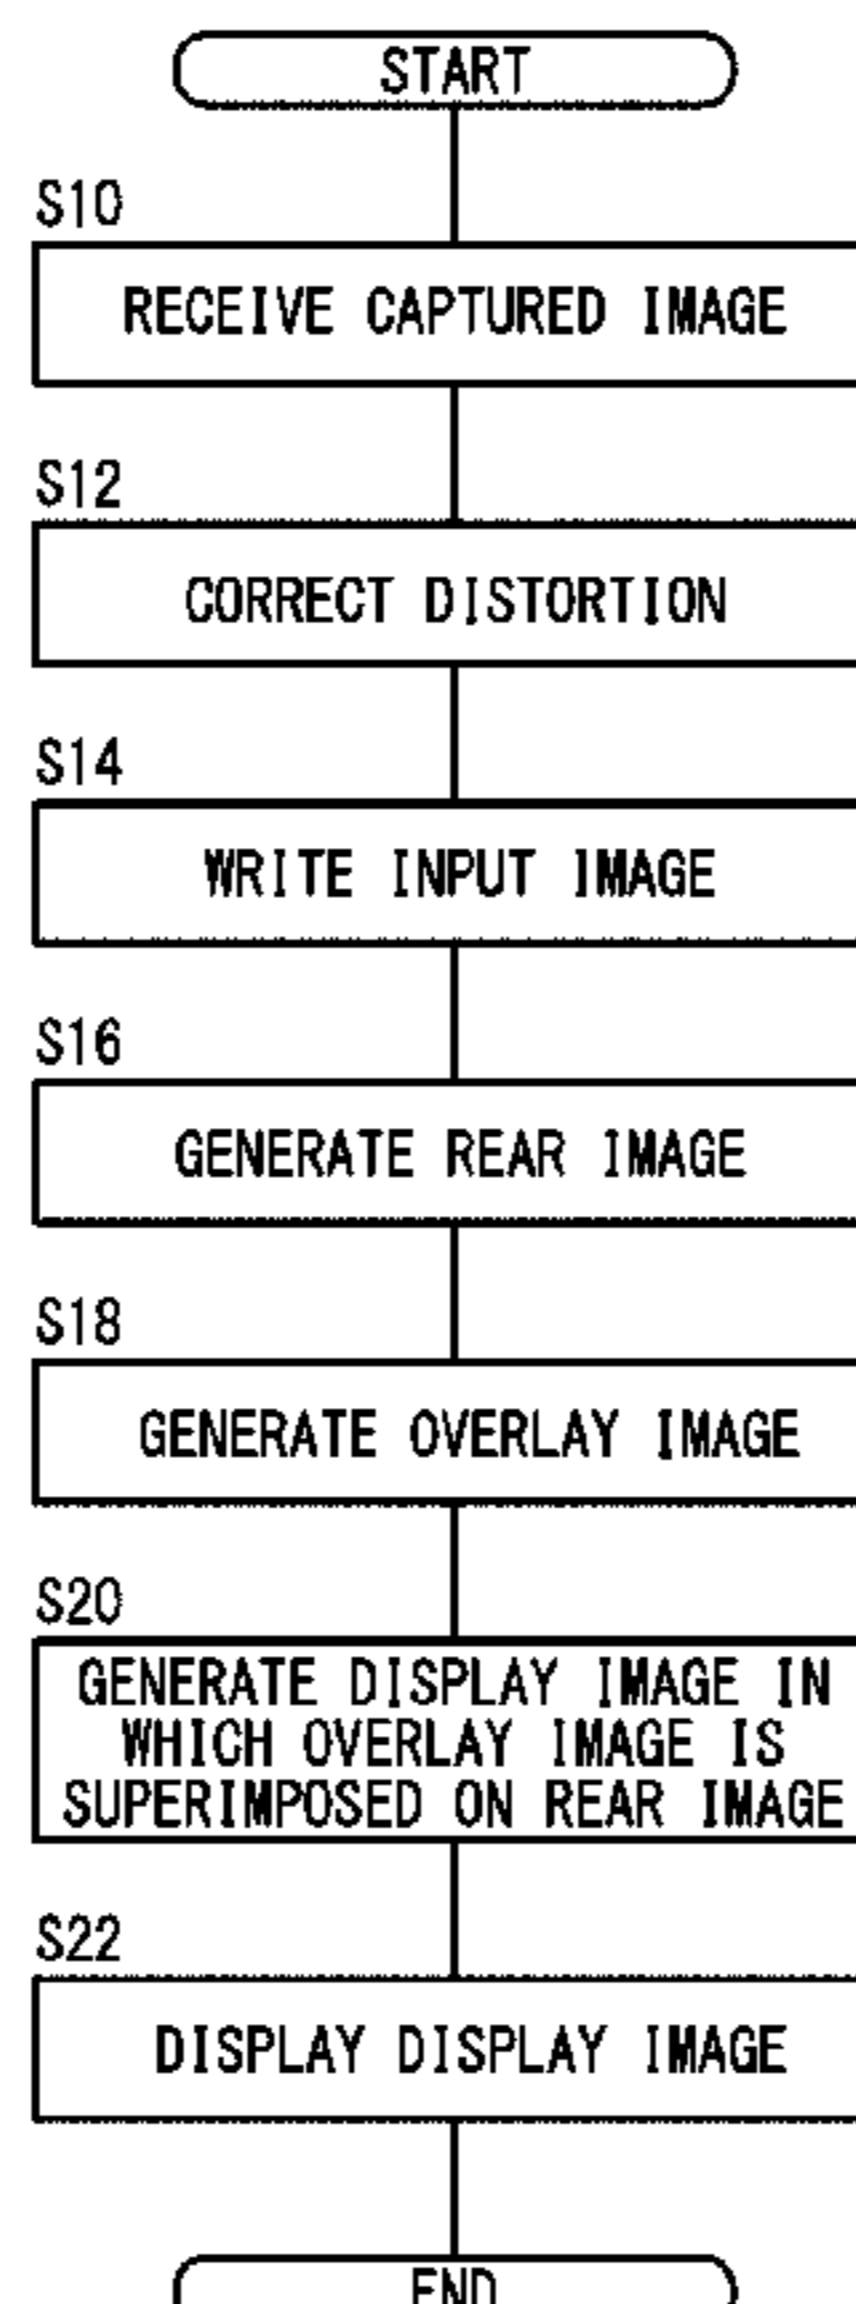 START
S10
RECEIVE CAPTURED IMAGE
S12
CORRECT DISTORTION
S14
WRITE INPUT IMAGE
S16
GENERATE REAR IMAGE
S18
GENERATE OVERLAY IMAGE
S20
GENERATE DISPLAY IMAGE IN
WHICH OVERLAY IMAGE IS
SUPERIMPOSED ON REAR IMAGE
S22
DISPLAY DISPLAY IMAGE
END